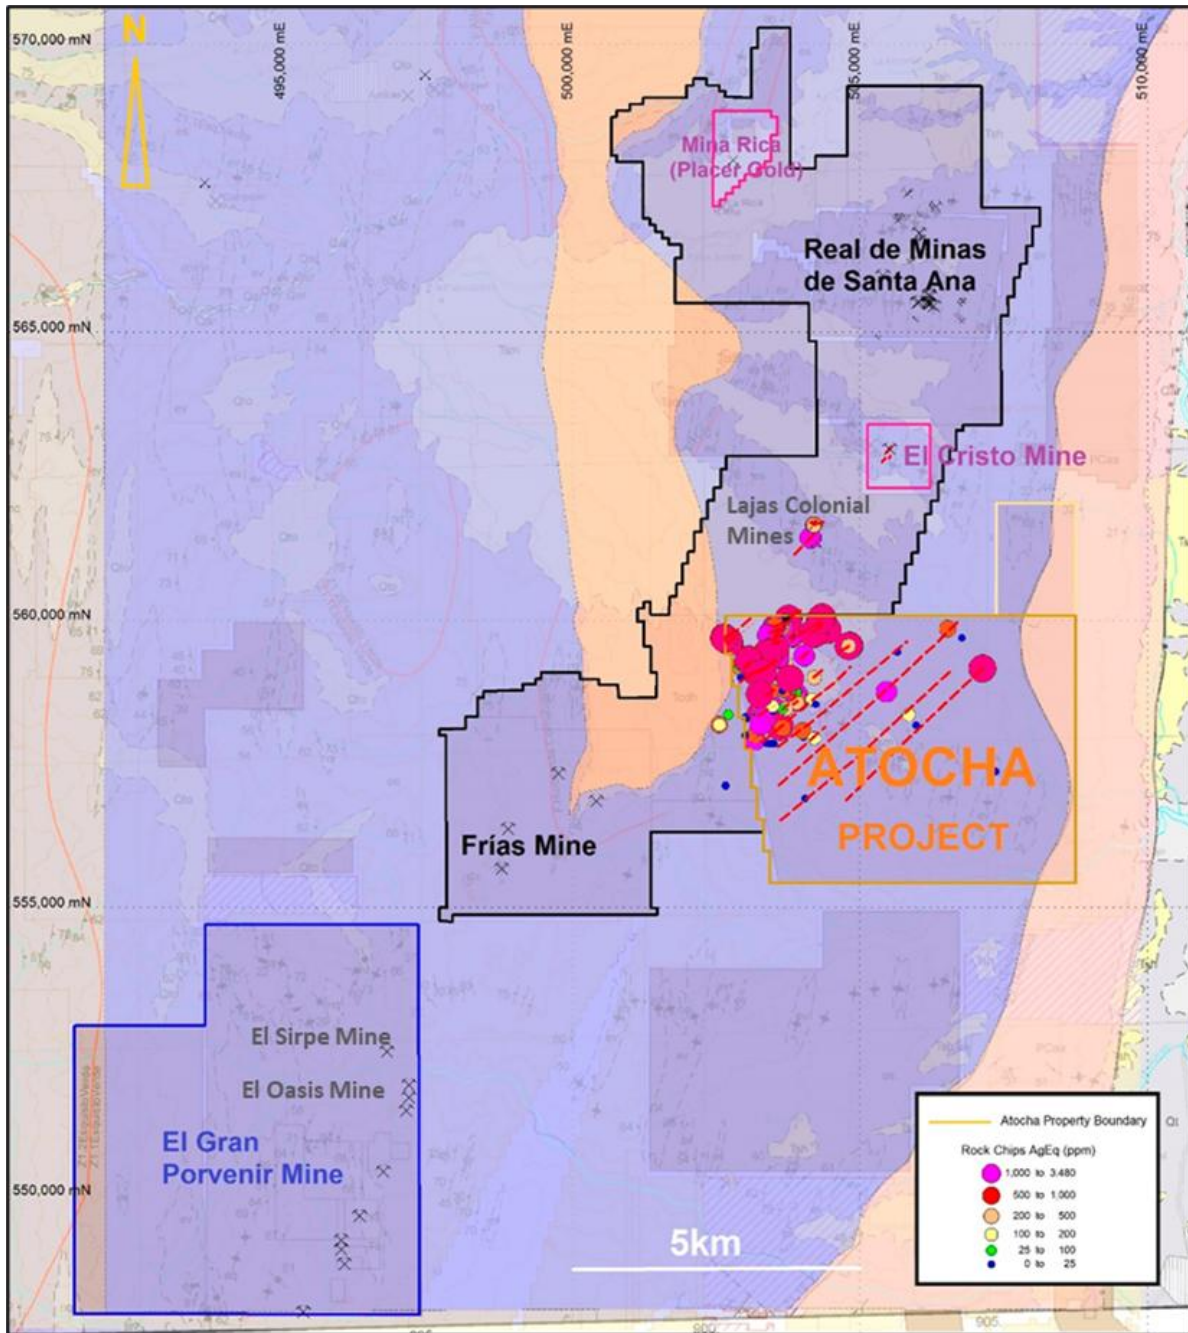 570,000 mN
N
495,000 mE
500,000 mE
505,000 mE
510,000 mE
Mina Rica
(Placer Gold)
Real de Minas
de Santa Ana
565,000 mN
El Cristo Mine
Lajas Colonial
Mines
560,000 mN
ATOCHA
PROJECT
Frías Mine
555,000 mN
El Sirpe Mine
El Oasis Mine
El Gran
Porvenir Mine
550,000 mN
5km
Atocha Property Boundary
Rock Chips AgEq (ppm)
1,000 to 3.480
500 to 1,000
200 to 500
100 to 200
25 to 100
0 to 25
905